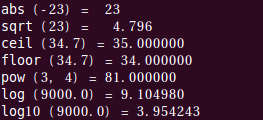 abs (-23) =  23
sqrt (23) =   4.796
ceil (34.7) = 35.000000
floor (34.7) = 34.000000
pow (3, 4) = 81.000000
log (9000.0) = 9.104980
log10 (9000.0) = 3.954243